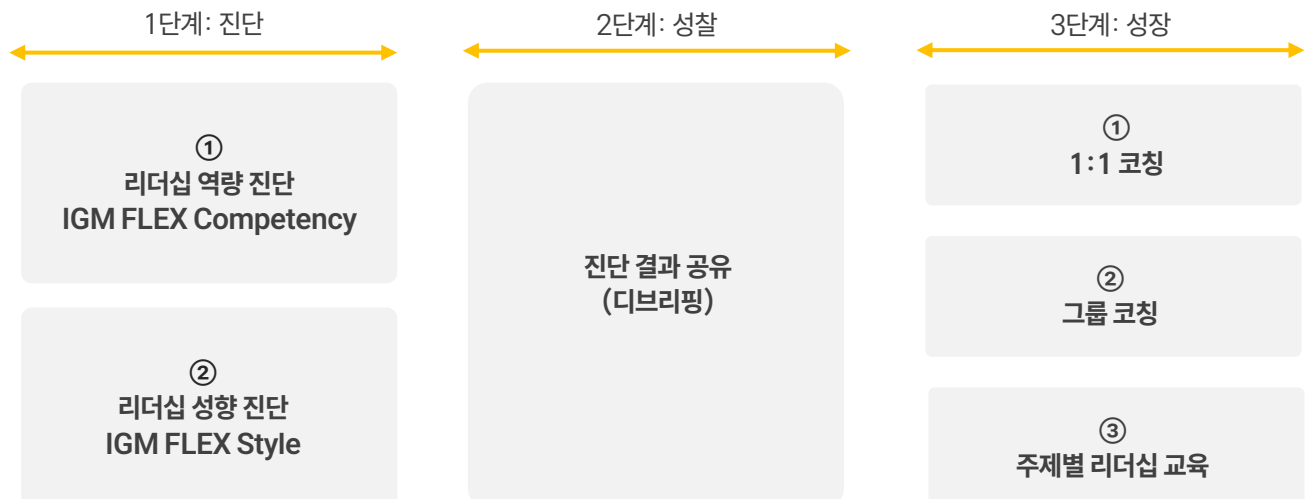 1단계: 진단
①
리더십 역량 진단
IGM FLEX Competency
②
리더십 성향 진단
IGM FLEX Style
2단계: 성찰
진단 결과 공유
(디브리핑)
3단계: 성장
①
1:1 코칭
②
그룹 코칭
③
주제별 리더십 교육